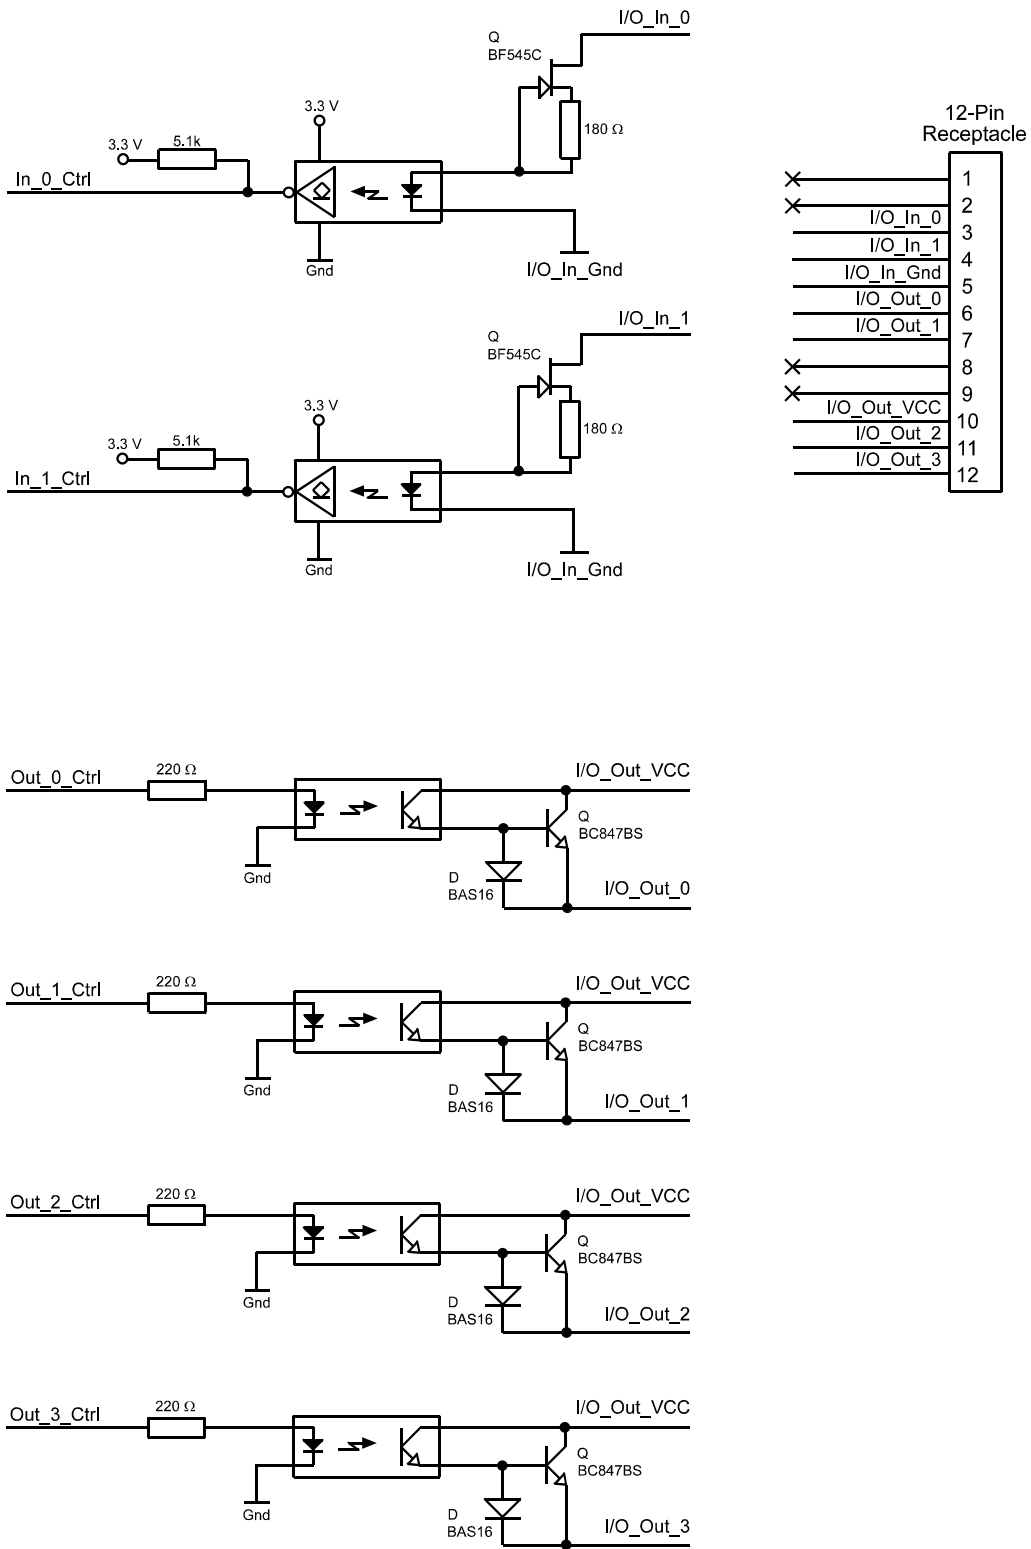 I/O_In_0
Q
BF545C
3.3 V
3.3 V
5.1k
180 Ω
In_0_Ctrl
Gnd
I/O_In_Gnd
I/O_In_1
Q
BF545C
3.3 V
3.3 V
5.1k
180 Ω
In_1_Ctrl
Gnd
I/O_In_Gnd
12-Pin
Receptacle
1
2
I/O_In_0
3
I/O_In_1
4
I/O_In_Gnd
5
I/O_Out_0
6
I/O_Out_1
7
8
9
I/O_Out_VCC
10
I/O_Out_2
11
I/O_Out_3
12
Out_0_Ctrl
220 Ω
I/O_Out_VCC
Q
BC847BS
Gnd
D
BAS16
I/O_Out_0
Out_1_Ctrl
220 Ω
I/O_Out_VCC
Q
BC847BS
Gnd
D
BAS16
I/O_Out_1
Out_2_Ctrl
220 Ω
I/O_Out_VCC
Q
BC847BS
Gnd
D
BAS16
I/O_Out_2
Out_3_Ctrl
220 Ω
I/O_Out_VCC
Q
BC847BS
Gnd
D
BAS16
I/O_Out_3